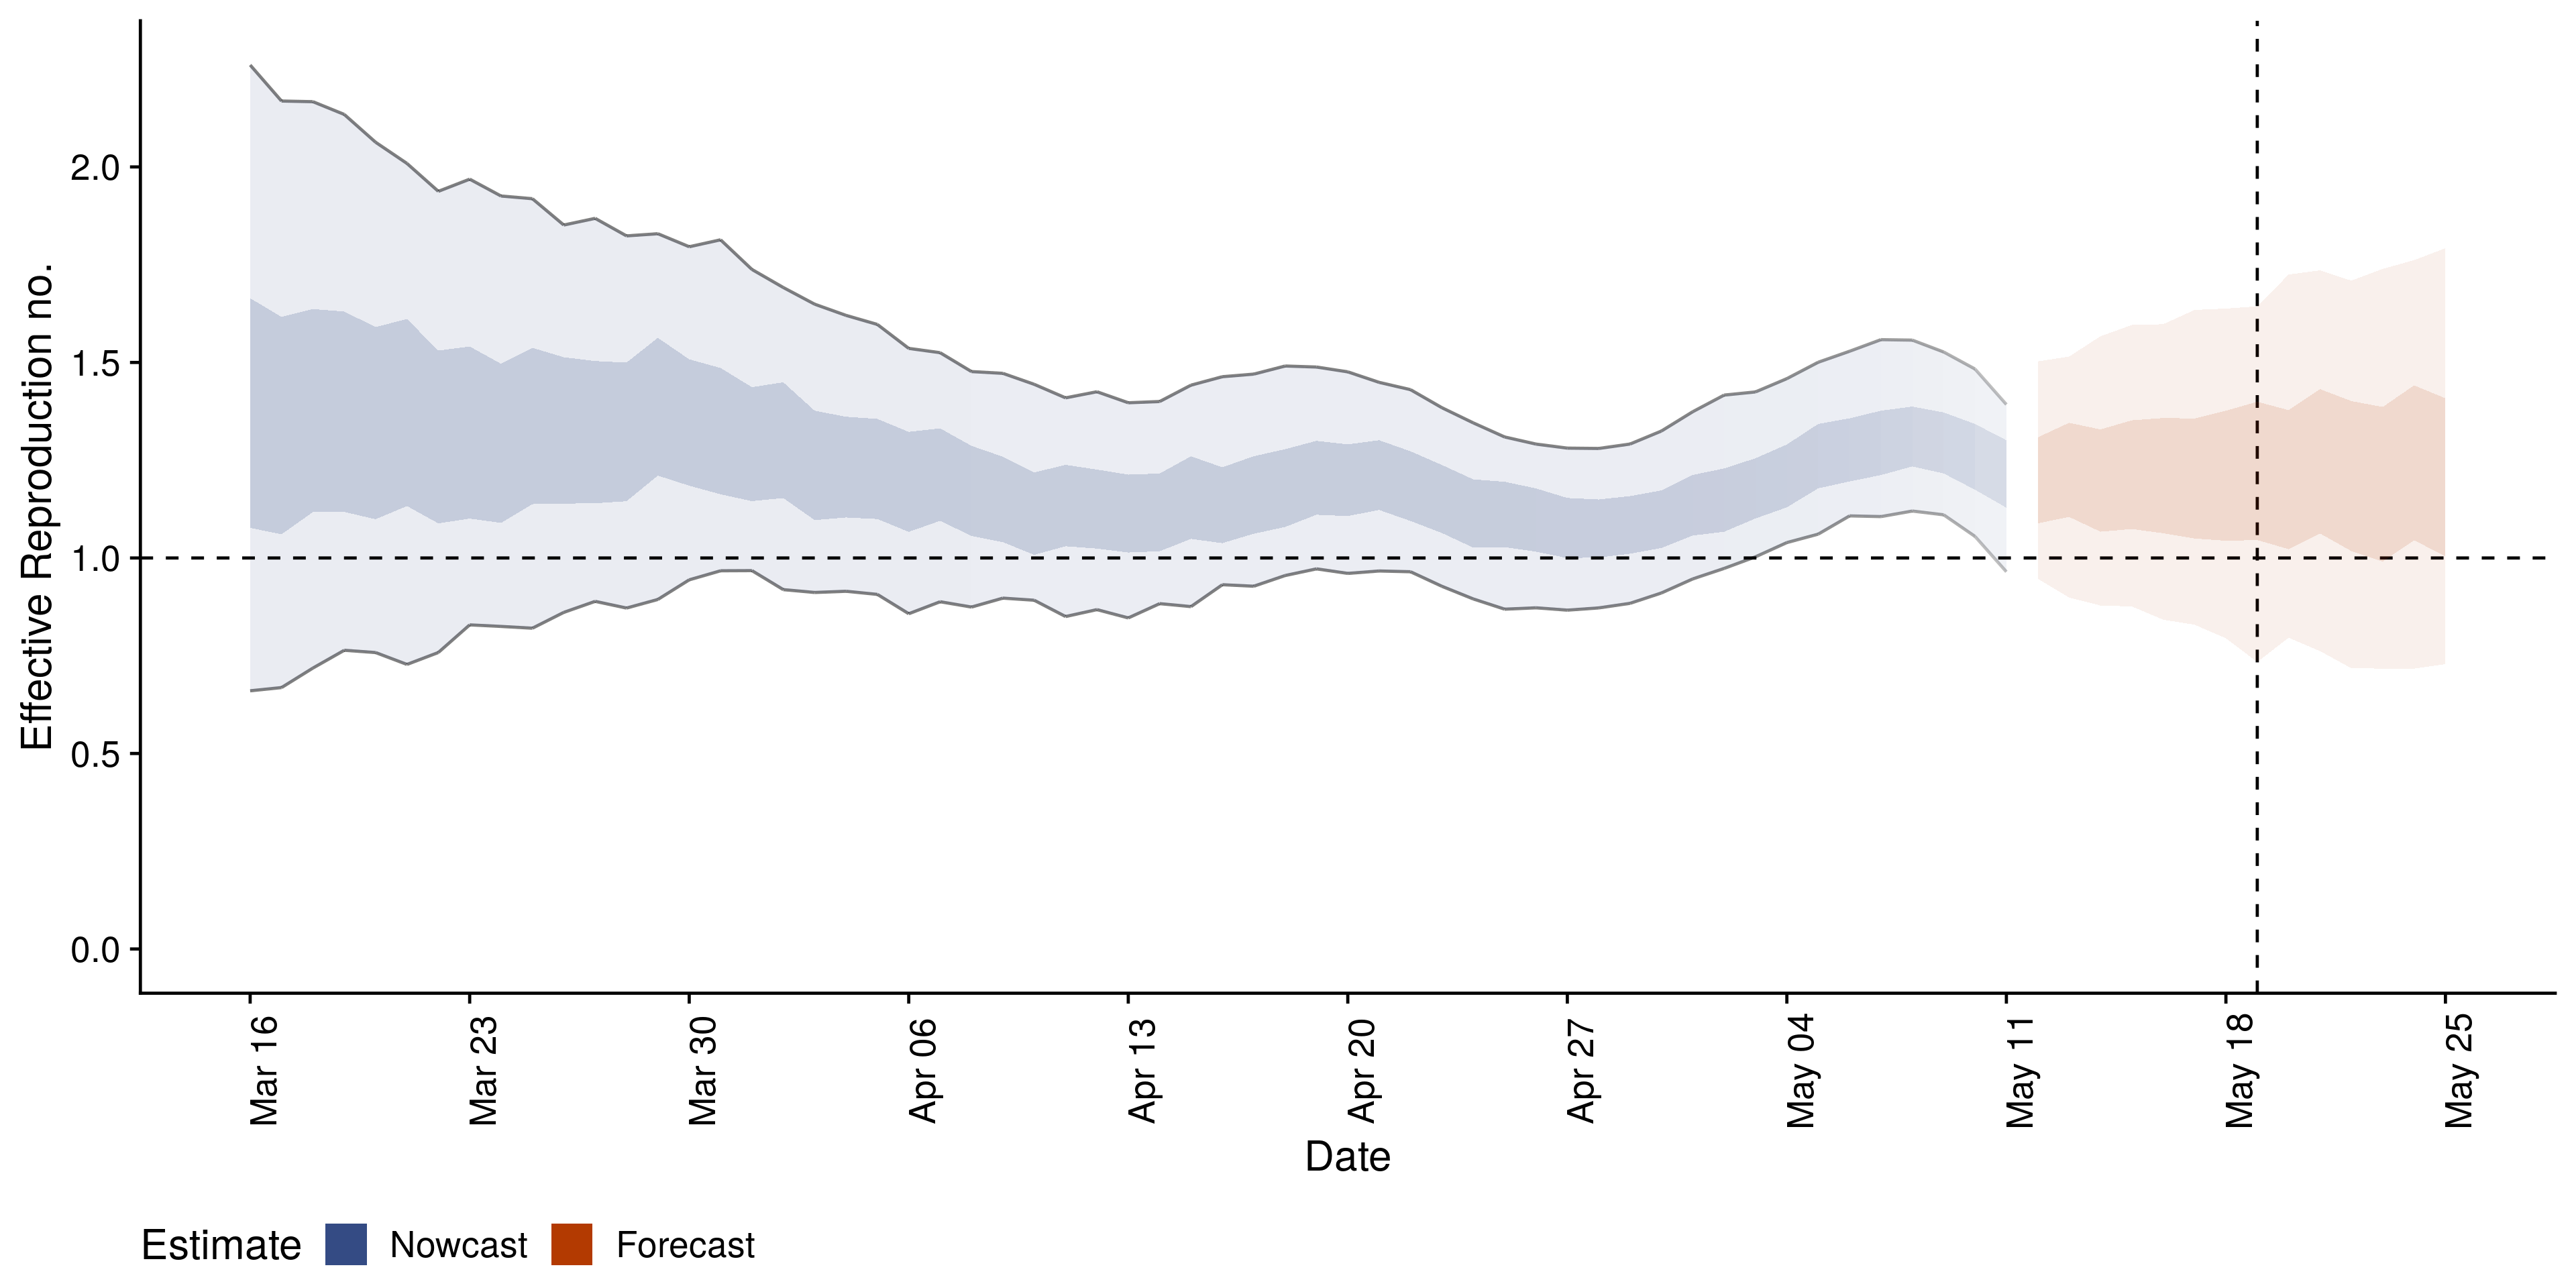 Effective Reproduction no.
2.0
1.5
1.0
0.5
0.0
Mar 16
Mar 23
Mar 30
Apr 06
Apr 13
Apr 20
Apr 27
May 04
May 11
May 18
May 25
Date
Estimate Nowcast Forecast